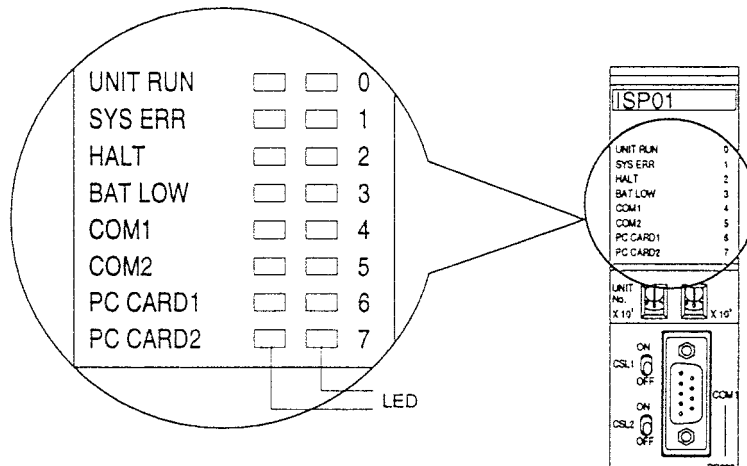 UNIT RUN 0
SYS ERR 1
HALT 2
BAT LOW 3
COM1 4
COM2 5
PC CARD1 6
PC CARD2 7
LED
ISP01
UNIT RUN 0
SYS ERR 1
HALT 2
BAT LOW 3
COM1 4
COM2 5
PC CARD1 6
PC CARD2 7
UNIT
No.
X 10¹ X 10⁰
ON
CSL1
OFF
COM1
ON
CSL2
OFF